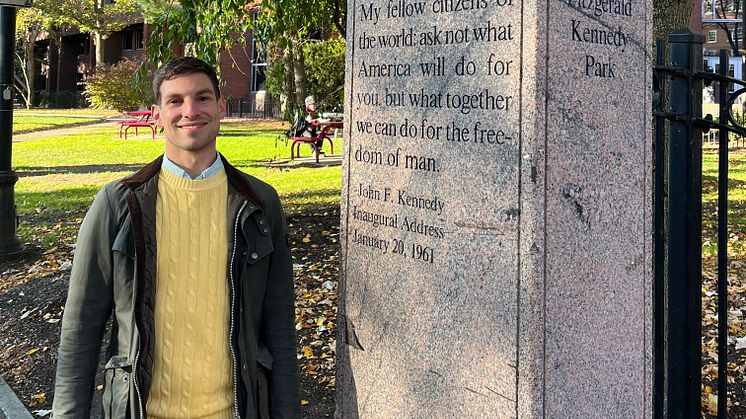 My fellow citizens of
the world: ask not what
America will do for
you, but what together
we can do for the free-
dom of man.
John F. Kennedy
Inaugural Address
January 20, 1961
Fitzgerald
Kennedy
Park